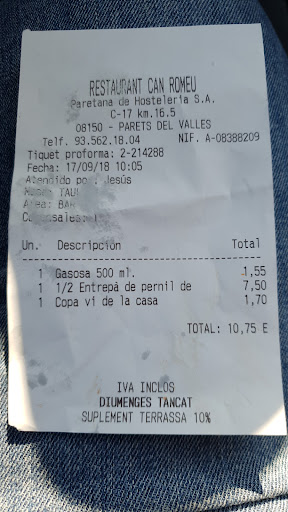 RESTAURANT CAN ROMEU
Paretana de Hosteleria S.A.
C-17 km.16.5
08150 - PARETS DEL VALLES
Telf. 93.562.18.04 NIF. A-08388209
Tiquet proforma: 2-214288
Fecha: 17/09/18 10:05
Atendido por: Jesús
Area: BAR
Un. Descripción Total
1 Gasosa 500 ml. 1,55
1 1/2 Entrepà de pernil de 7,50
1 Copa vi de la casa 1,70
TOTAL: 10,75 E
IVA INCLOS
DIUMENGES TANCAT
SUPLEMENT TERRASSA 10%